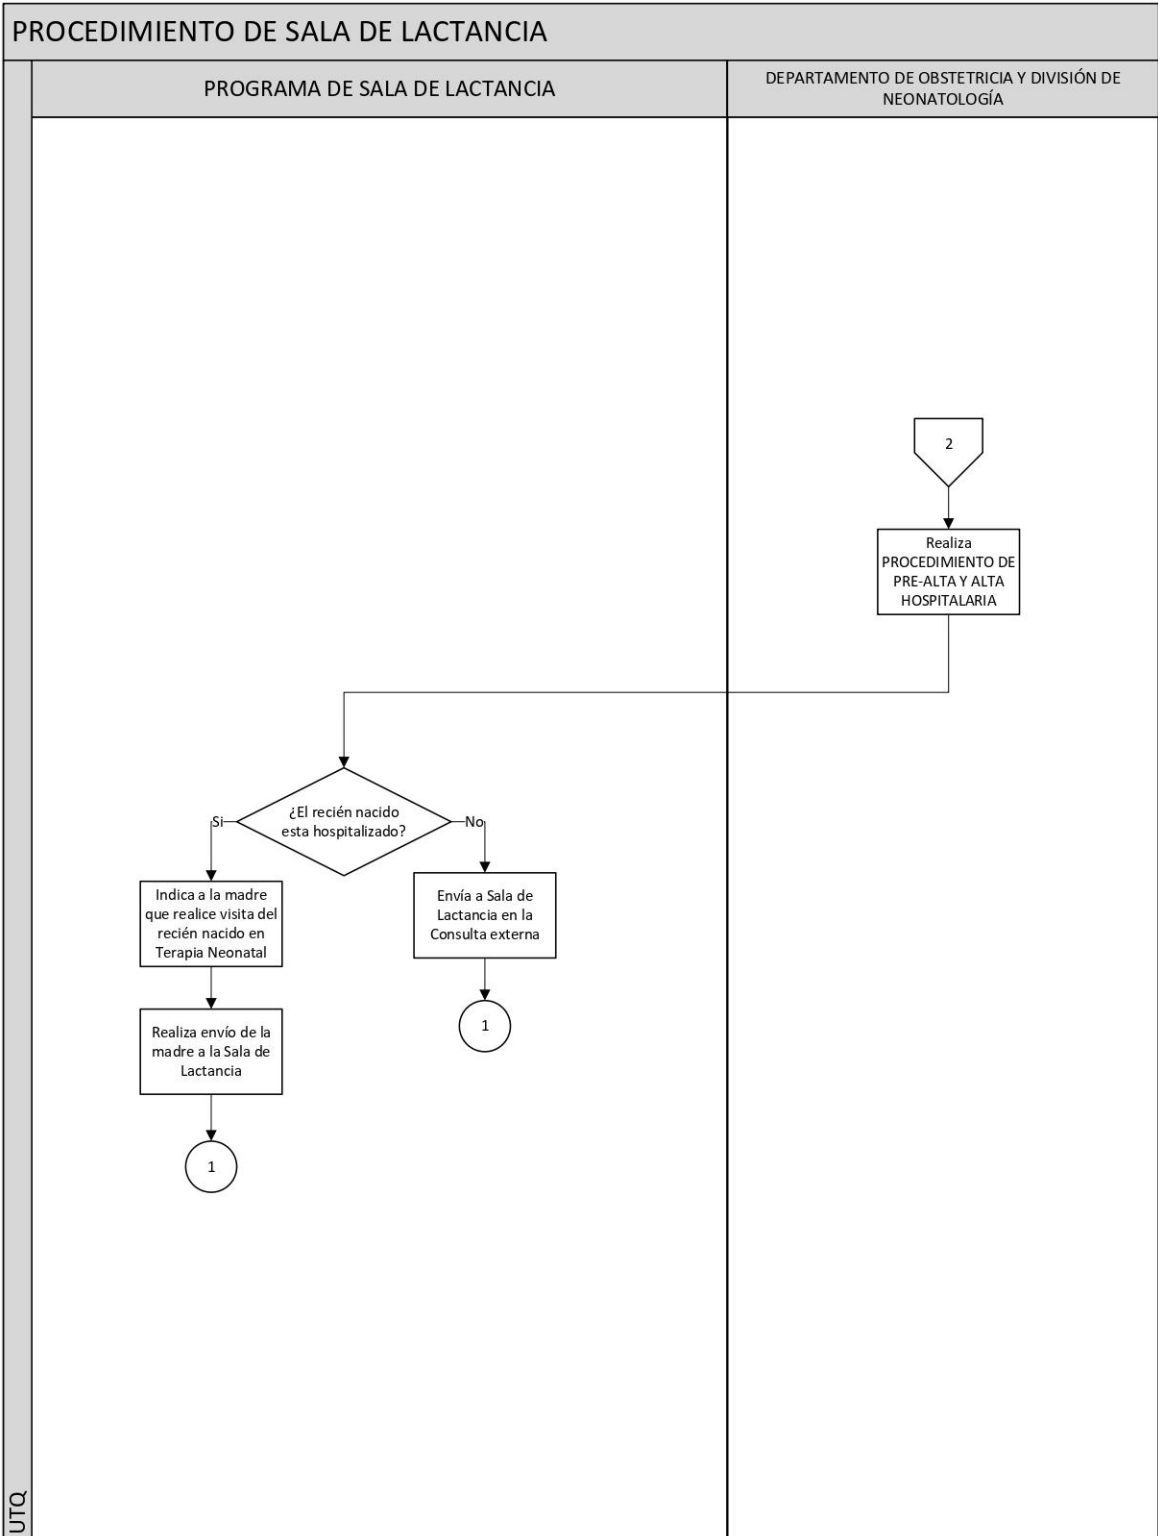 PROCEDIMIENTO DE SALA DE LACTANCIA
PROGRAMA DE SALA DE LACTANCIA
DEPARTAMENTO DE OBSTETRICIA Y DIVISIÓN DE
NEONATOLOGÍA
2
Realiza
PROCEDIMIENTO DE
PRE-ALTA Y ALTA
HOSPITALARIA
¿El recién nacido
esta hospitalizado?
Si
No
Indica a la madre
que realice visita del
recién nacido en
Terapia Neonatal
Envía a Sala de
Lactancia en la
Consulta externa
Realiza envío de la
madre a la Sala de
Lactancia
1
1
UTQ